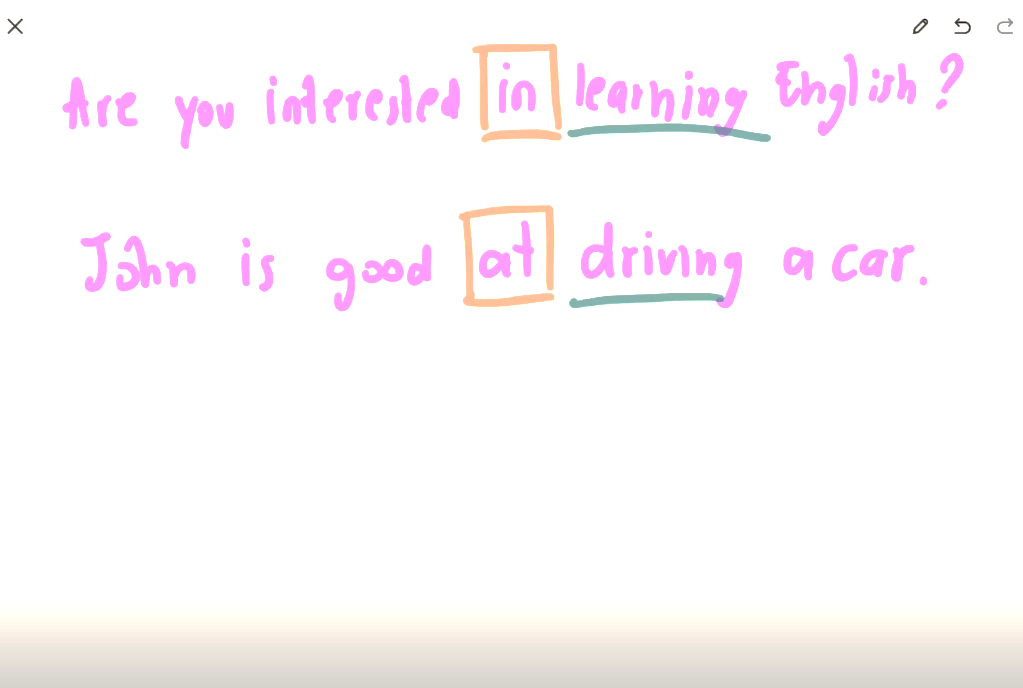 Are you interested in learning English?
John is good at driving a car.